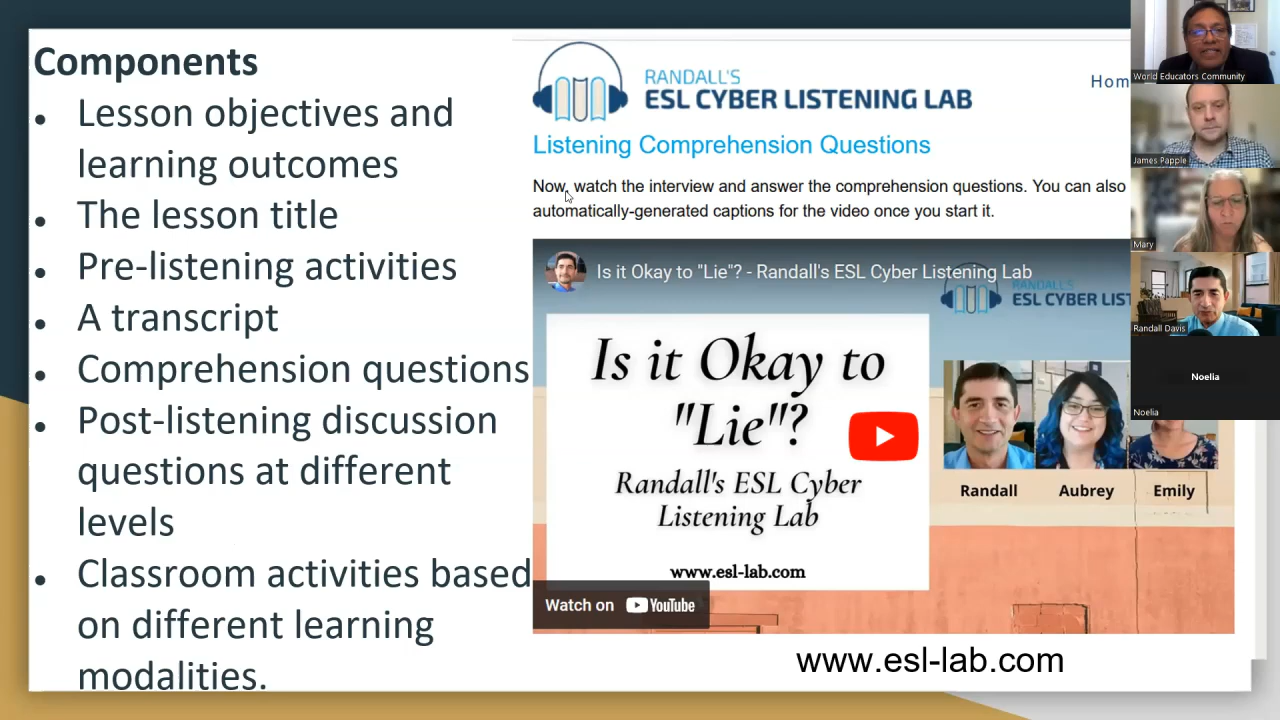 Components
Lesson objectives and
learning outcomes
The lesson title
Pre-listening activities
A transcript
Comprehension questions
Post-listening discussion
questions at different
levels
Classroom activities based
on different learning
modalities.
RANDALL'S
ESL CYBER LISTENING LAB
Hom
Listening Comprehension Questions
Now, watch the interview and answer the comprehension questions. You can also
automatically-generated captions for the video once you start it.
Is it Okay to "Lie"? - Randall's ESL Cyber Listening Lab
RANDALL'S
ESL CYBER LIST
Is it Okay to
"Lie"?
Randall's ESL Cyber
Listening Lab
www.esl-lab.com
Randall
Aubrey
Emily
Watch on YouTube
www.esl-lab.com
World Educators Community
James Papple
Mary
Randall Davis
Noelia
Noelia